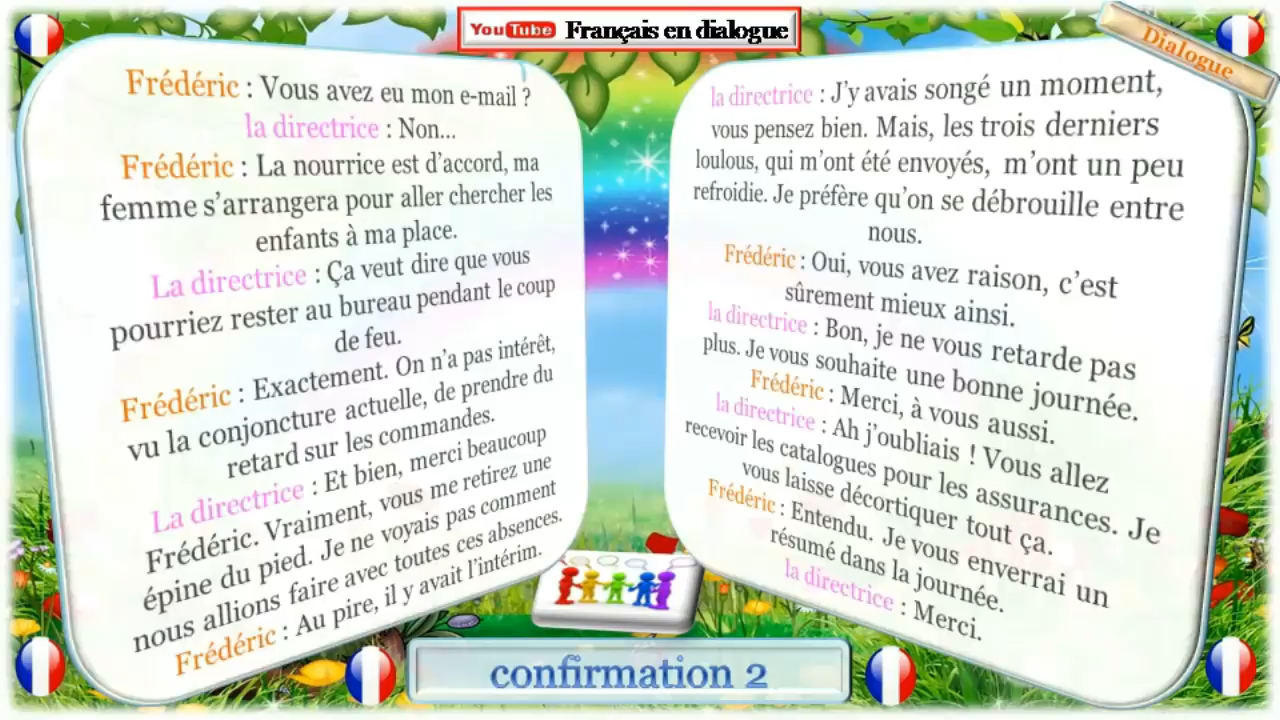 YouTube Français en dialogue
Dialogue
Frédéric : Vous avez eu mon e-mail ?
la directrice : Non...
Frédéric : La nourrice est d’accord, ma
femme s’arrangera pour aller chercher les
enfants à ma place.
La directrice : Ça veut dire que vous
pourriez rester au bureau pendant le coup
de feu.
Frédéric : Exactement. On n’a pas intérêt,
vu la conjoncture actuelle, de prendre du
retard sur les commandes.
La directrice : Et bien, merci beaucoup
Frédéric. Vraiment, vous me retirez une
épine du pied. Je ne voyais pas comment
nous allions faire avec toutes ces absences.
Frédéric : Au pire, il y avait l’intérim.
la directrice : J’y avais songé un moment,
vous pensez bien. Mais, les trois derniers
loulous, qui m’ont été envoyés, m’ont un peu
refroidie. Je préfère qu’on se débrouille entre
nous.
Frédéric : Oui, vous avez raison, c’est
sûrement mieux ainsi.
la directrice : Bon, je ne vous retarde pas
plus. Je vous souhaite une bonne journée.
Frédéric : Merci, à vous aussi.
la directrice : Ah j’oubliais ! Vous allez
recevoir les catalogues pour les assurances. Je
vous laisse décortiquer tout ça.
Frédéric : Entendu. Je vous enverrai un
résumé dans la journée.
la directrice : Merci.
confirmation 2